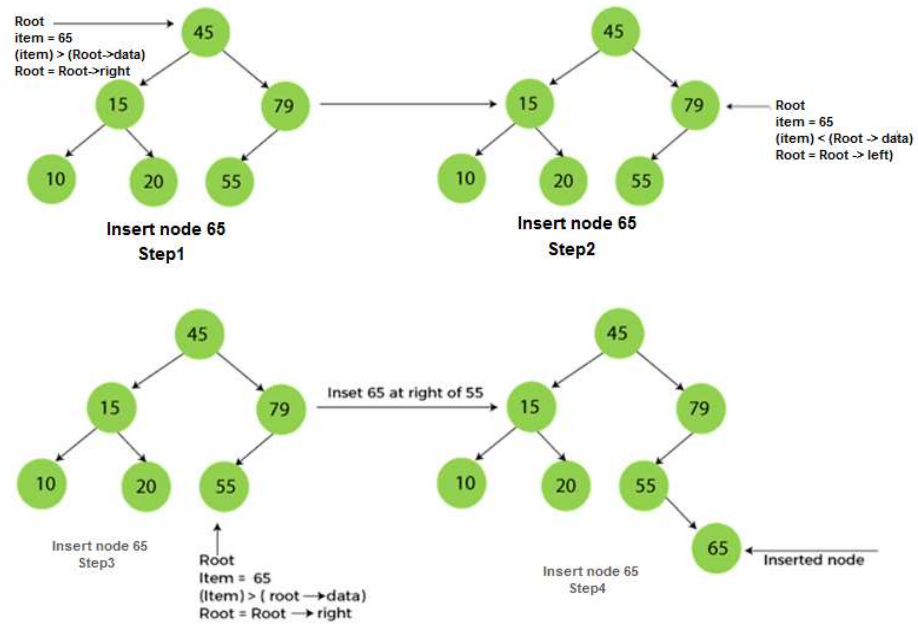 Root
item = 65
(item) > (Root->data)
Root = Root->right
45
15
79
10
20
55
Insert node 65
Step1
45
15
79
10
20
55
Root
item = 65
(item) < (Root -> data)
Root = Root -> left)
Insert node 65
Step2
45
15
79
10
20
55
Insert node 65
Step3
Root
Item = 65
(Item) > ( root →data)
Root = Root → right
Inset 65 at right of 55
45
15
79
10
20
55
65
Inserted node
Insert node 65
Step4